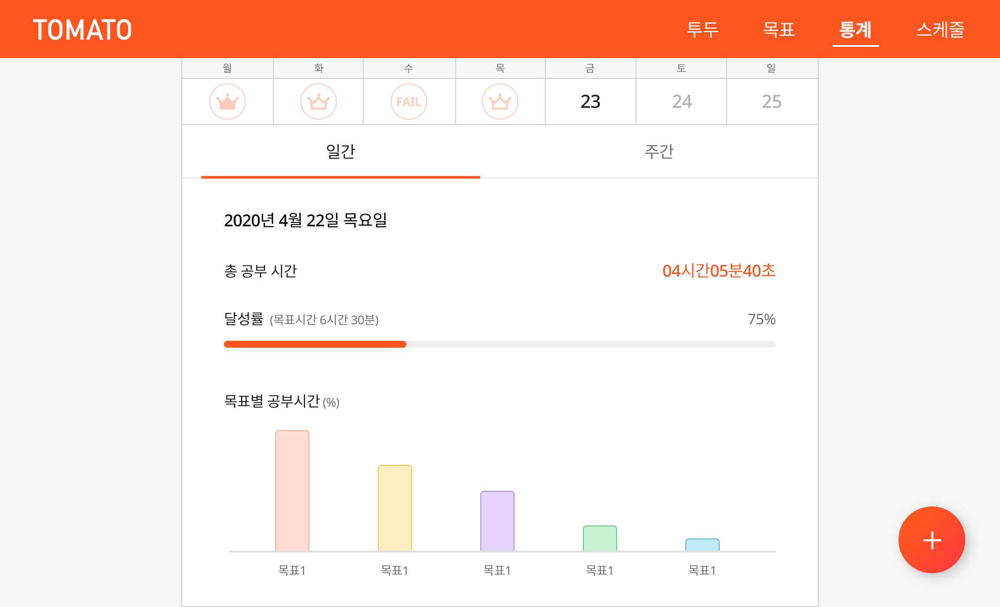 TOMATO 투두 목표 통계 스케줄
월 화 수 목 금 토 일
FAIL 23 24 25
일간 주간
2020년 4월 22일 목요일
총 공부 시간 04시간05분40초
달성률 (목표시간 6시간 30분) 75%
목표별 공부시간 (%)
목표1 목표1 목표1 목표1 목표1